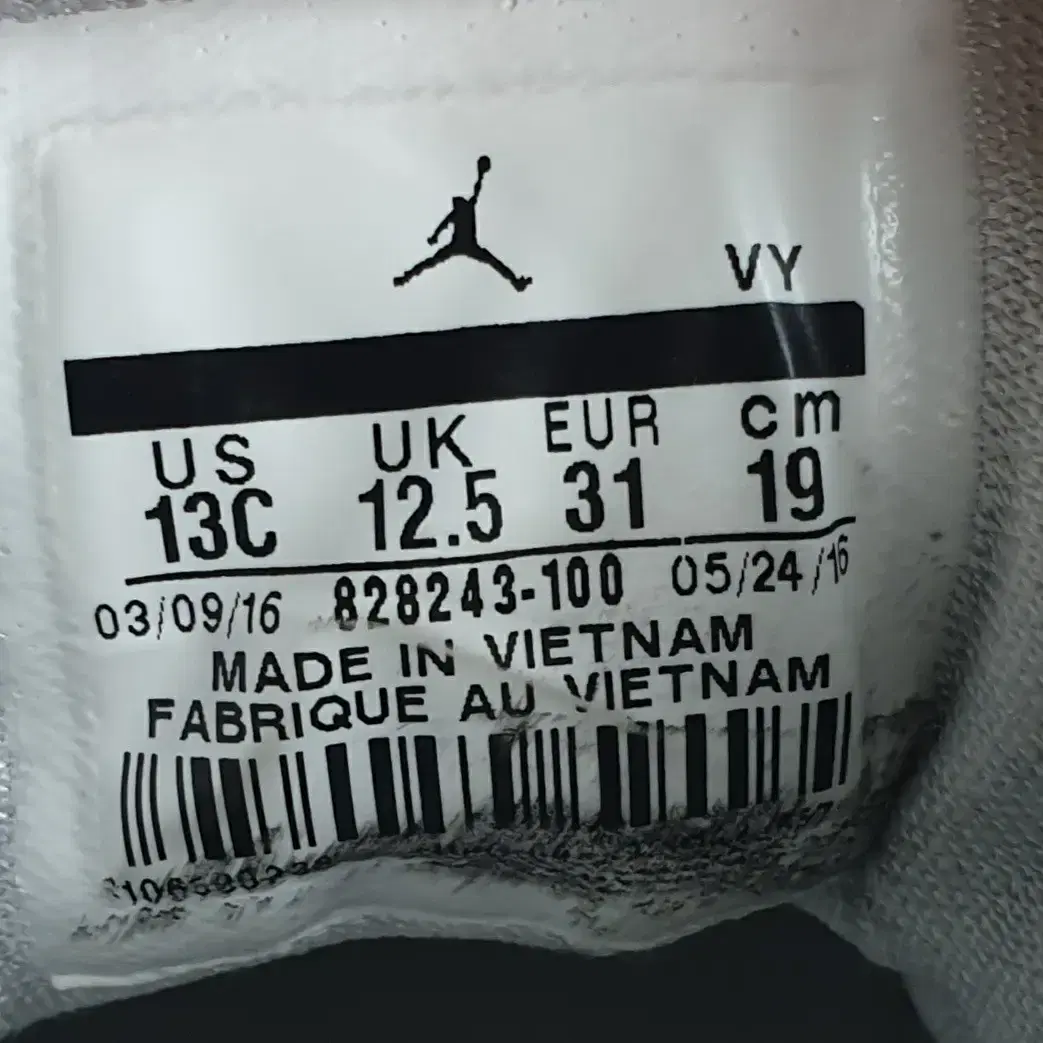 VY
US UK EUR cm
13C 12.5 31 19
03/09/16 828243-100 05/24/16
MADE IN VIETNAM
FABRIQUE AU VIETNAM